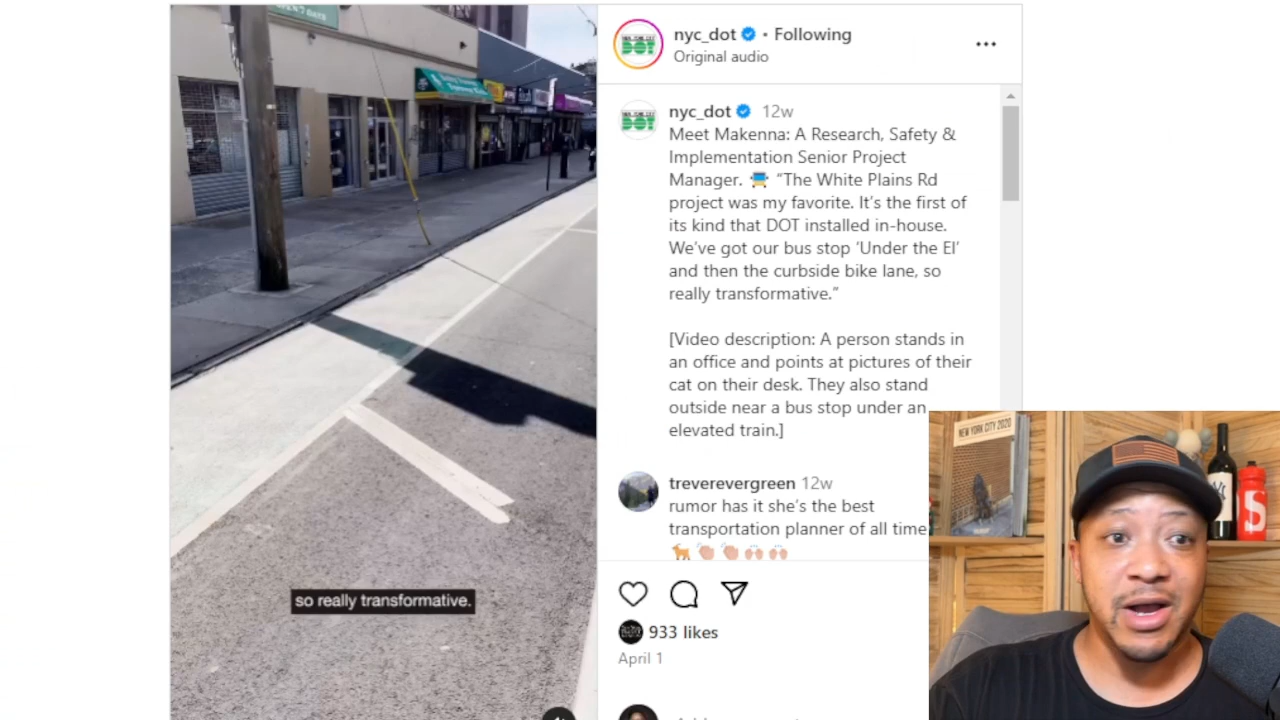 nyc_dot • Following
Original audio
nyc_dot 12w
Meet Makenna: A Research, Safety &
Implementation Senior Project
Manager. “The White Plains Rd
project was my favorite. It’s the first of
its kind that DOT installed in-house.
We’ve got our bus stop ‘Under the El’
and then the curbside bike lane, so
really transformative.”
[Video description: A person stands in
an office and points at pictures of their
cat on their desk. They also stand
outside near a bus stop under an
elevated train.]
treverevergreen 12w
rumor has it she’s the best
transportation planner of all time
933 likes
April 1
so really transformative.
DOT
DOT
NEW YORK CITY 2020